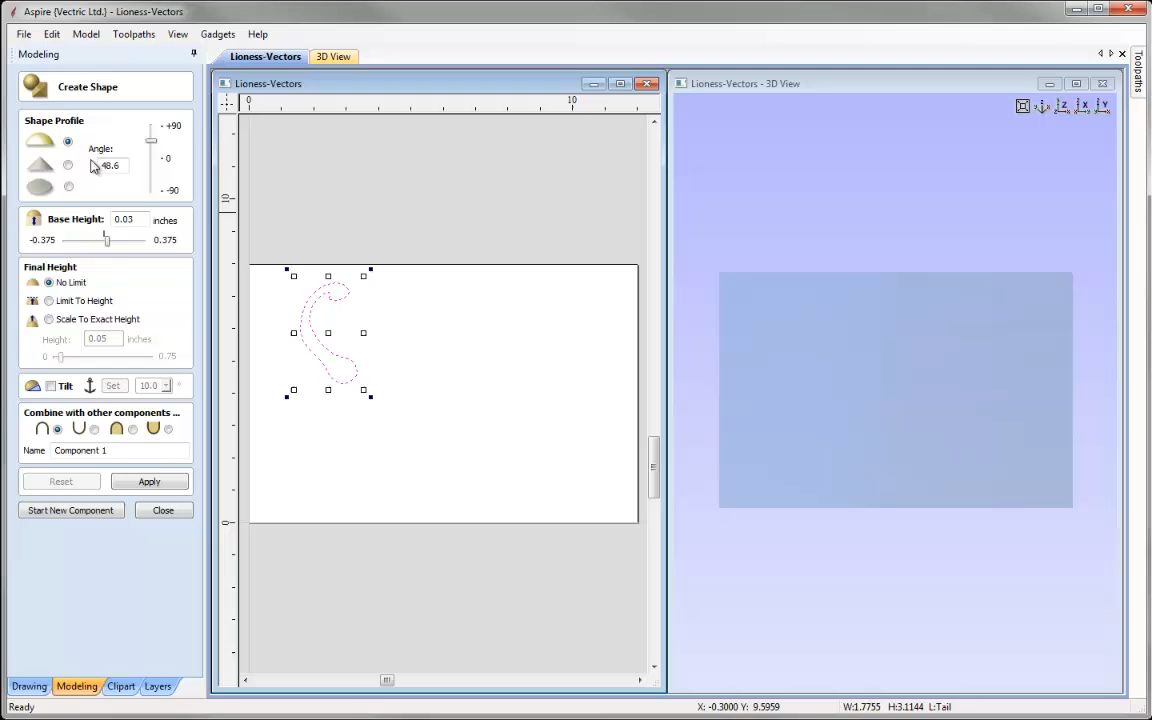 Aspire {Vectric Ltd.} - Lioness-Vectors
File Edit Model Toolpaths View Gadgets Help
Modeling
Lioness-Vectors 3D View
Toolpaths
Create Shape
Lioness-Vectors
Lioness-Vectors - 3D View
0 10
Z X Y
Shape Profile
+90
Angle:
48.6
0
-90
10
Base Height: 0.03 inches
-0.375 0.375
Final Height
No Limit
Limit To Height
Scale To Exact Height
Height: 0.05 inches
0 0.75
Tilt Set 10.0 °
Combine with other components ...
Name Component 1
Reset Apply
Start New Component Close
0
Drawing Modeling Clipart Layers
Ready
X: -0.3000 Y: 9.5959
W:1.7755 H:3.1144 L:Tail